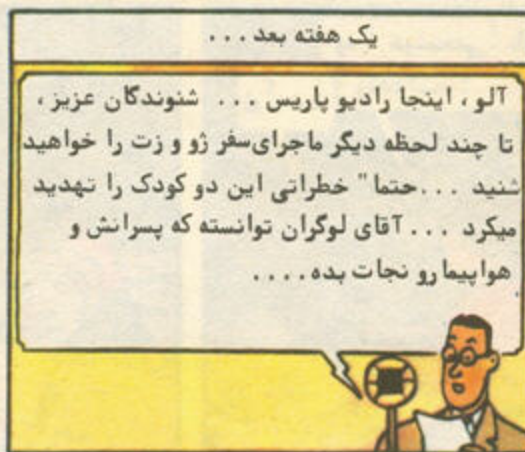 یک هفته بعد ...
آلو ، اینجا رادیو پاریس ... شنوندگان عزیز ،
تا چند لحظه دیگر ماجرای سفر ژو و زت را خواهید
شنید ... حتما" خطراتی این دو کودک را تهدید
میکرد ... آقای لوگران توانسته که پسرانش و
هواپیما رو نجات بده ....